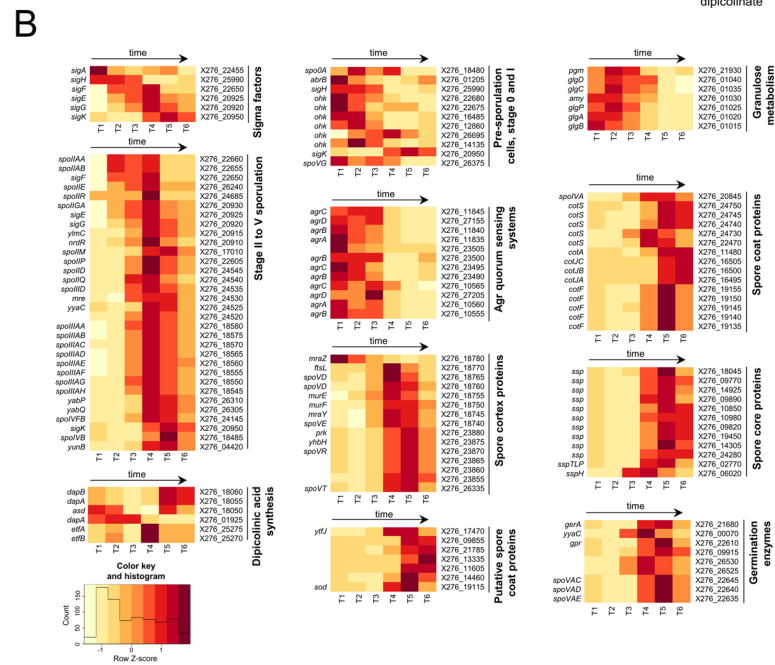 dipicolinate
B
time
sigA X276_22455
sigH X276_25990
sigF X276_22650
sigE X276_20925
sigG X276_20920
sigK X276_20950
T1 T2 T3 T4 T5 T6
Sigma factors
time
spoIIAA X276_22660
spoIIAB X276_22655
sigF X276_22650
spoIIE X276_26240
spoIIR X276_24685
spoIIGA X276_20930
sigE X276_20925
sigG X276_20920
ylmC X276_20915
nrdR X276_20910
spoIIM X276_17010
spoIIP X276_22605
spoIID X276_24545
spoIIQ X276_24540
spoIIID X276_24535
mre X276_24530
yyaC X276_24525
X276_24520
spoIIIAA X276_18580
spoIIIAB X276_18575
spoIIIAC X276_18570
spoIIIAD X276_18565
spoIIIAE X276_18560
spoIIIAF X276_18555
spoIIIAG X276_18550
spoIIIAH X276_18545
yabP X276_26310
yabQ X276_26305
spoIVFB X276_24145
sigK X276_20950
spoIVB X276_18485
yunB X276_04420
T1 T2 T3 T4 T5 T6
Stage II to V sporulation
time
dapB X276_18060
dapA X276_18055
asd X276_18050
dapA X276_01925
etfA X276_25275
etfB X276_25270
T1 T2 T3 T4 T5 T6
Dipicolinic acid
synthesis
Color key
and histogram
Count
0 50 100 150
-1 0 1
Row Z-score
time
spo0A X276_18480
abrB X276_01205
sigH X276_25990
ohk X276_22680
ohk X276_22675
ohk X276_16485
ohk X276_12860
ohk X276_26695
ohk X276_14135
sigK X276_20950
spoVG X276_26375
T1 T2 T3 T4 T5 T6
Pre-sporulation
cells, stage 0 and I
time
agrC X276_11845
agrD X276_27155
agrB X276_11840
agrA X276_11835
X276_23505
agrB X276_23500
agrC X276_23495
agrB X276_23490
agrC X276_10565
agrD X276_27205
agrA X276_10560
agrB X276_10555
T1 T2 T3 T4 T5 T6
Agr quorum sensing
systems
time
mraZ X276_18780
ftsL X276_18770
spoVD X276_18765
spoVD X276_18760
murE X276_18755
murF X276_18750
mraY X276_18745
spoVE X276_18740
prk X276_23880
yhbH X276_23875
spoVR X276_23870
X276_23865
X276_23860
X276_23855
spoVT X276_26335
T1 T2 T3 T4 T5 T6
Spore cortex proteins
time
ytfJ X276_17470
X276_09855
X276_21785
X276_13335
X276_11605
X276_14460
sod X276_19115
T1 T2 T3 T4 T5 T6
Putative spore
coat proteins
time
pgm X276_21930
glgD X276_01040
glgC X276_01035
amy X276_01030
glgP X276_01025
glgA X276_01020
glgB X276_01015
T1 T2 T3 T4 T5 T6
Granulose
metabolism
time
spoIVA X276_20845
cotS X276_24750
cotS X276_24745
cotS X276_24740
cotS X276_24730
cotS X276_22470
cotA X276_11480
cotJC X276_16505
cotJB X276_16500
cotJA X276_16495
cotF X276_19155
cotF X276_19150
cotF X276_19145
cotF X276_19140
cotF X276_19135
T1 T2 T3 T4 T5 T6
Spore coat proteins
time
ssp X276_18045
ssp X276_09770
ssp X276_14925
ssp X276_09890
ssp X276_10850
ssp X276_10980
ssp X276_09820
ssp X276_19450
ssp X276_14305
ssp X276_24280
sspTLP X276_02770
sspH X276_06020
T1 T2 T3 T4 T5 T6
Spore core proteins
time
gerA X276_21680
yyaC X276_00070
gpr X276_22610
X276_09915
X276_26530
X276_26525
spoVAC X276_22645
spoVAD X276_22640
spoVAE X276_22635
T1 T2 T3 T4 T5 T6
Germination
enzymes